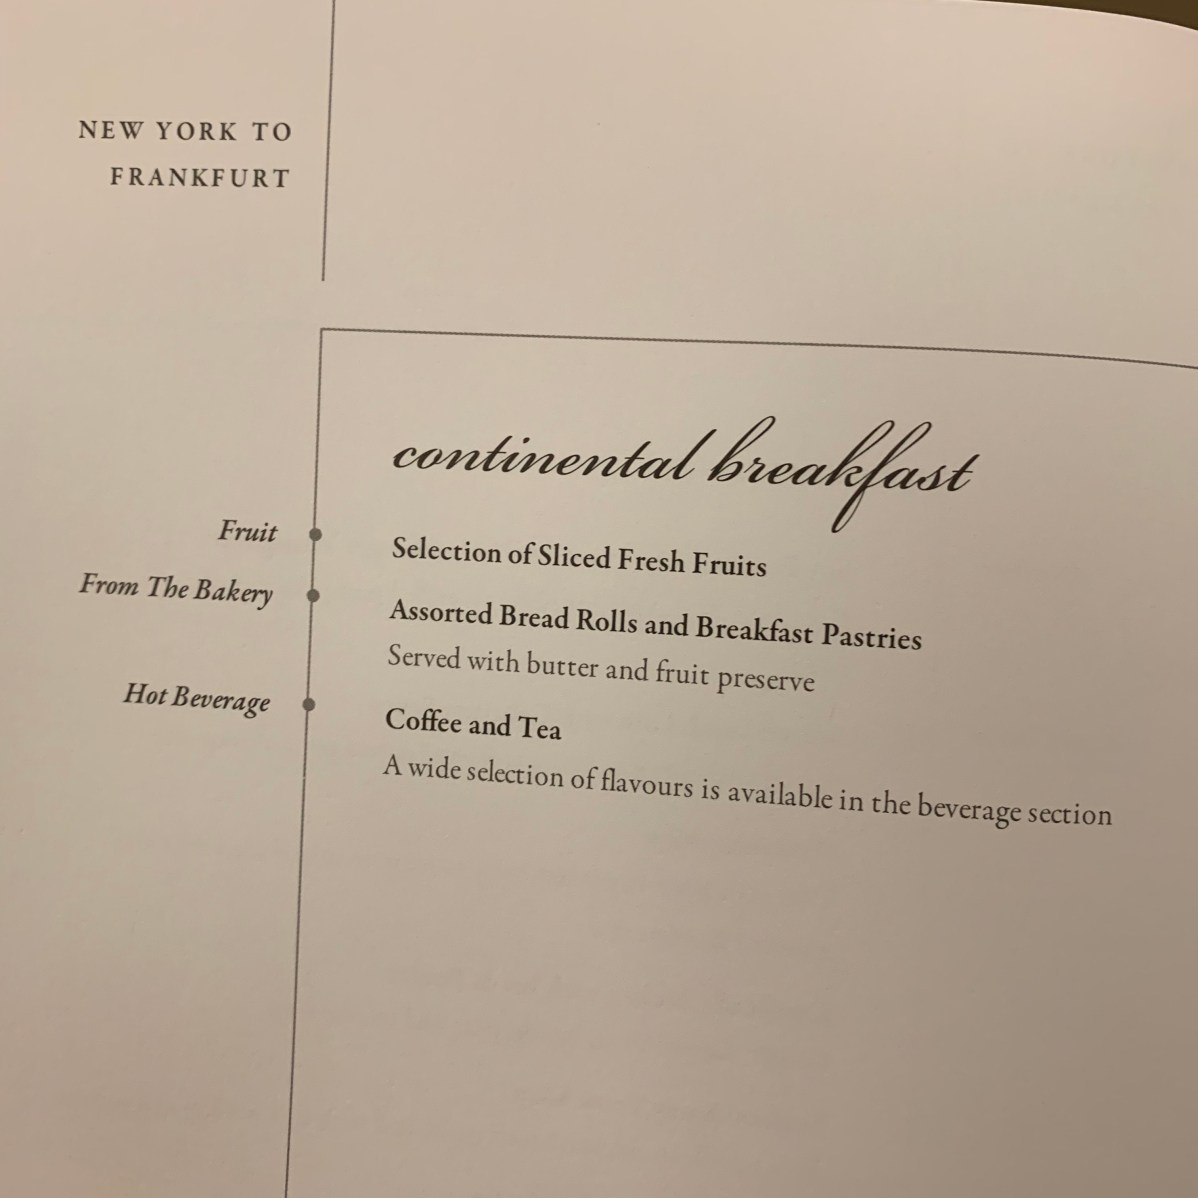 NEW YORK TO
FRANKFURT
continental breakfast
Fruit
Selection of Sliced Fresh Fruits
From The Bakery
Assorted Bread Rolls and Breakfast Pastries
Served with butter and fruit preserve
Hot Beverage
Coffee and Tea
A wide selection of flavours is available in the beverage section